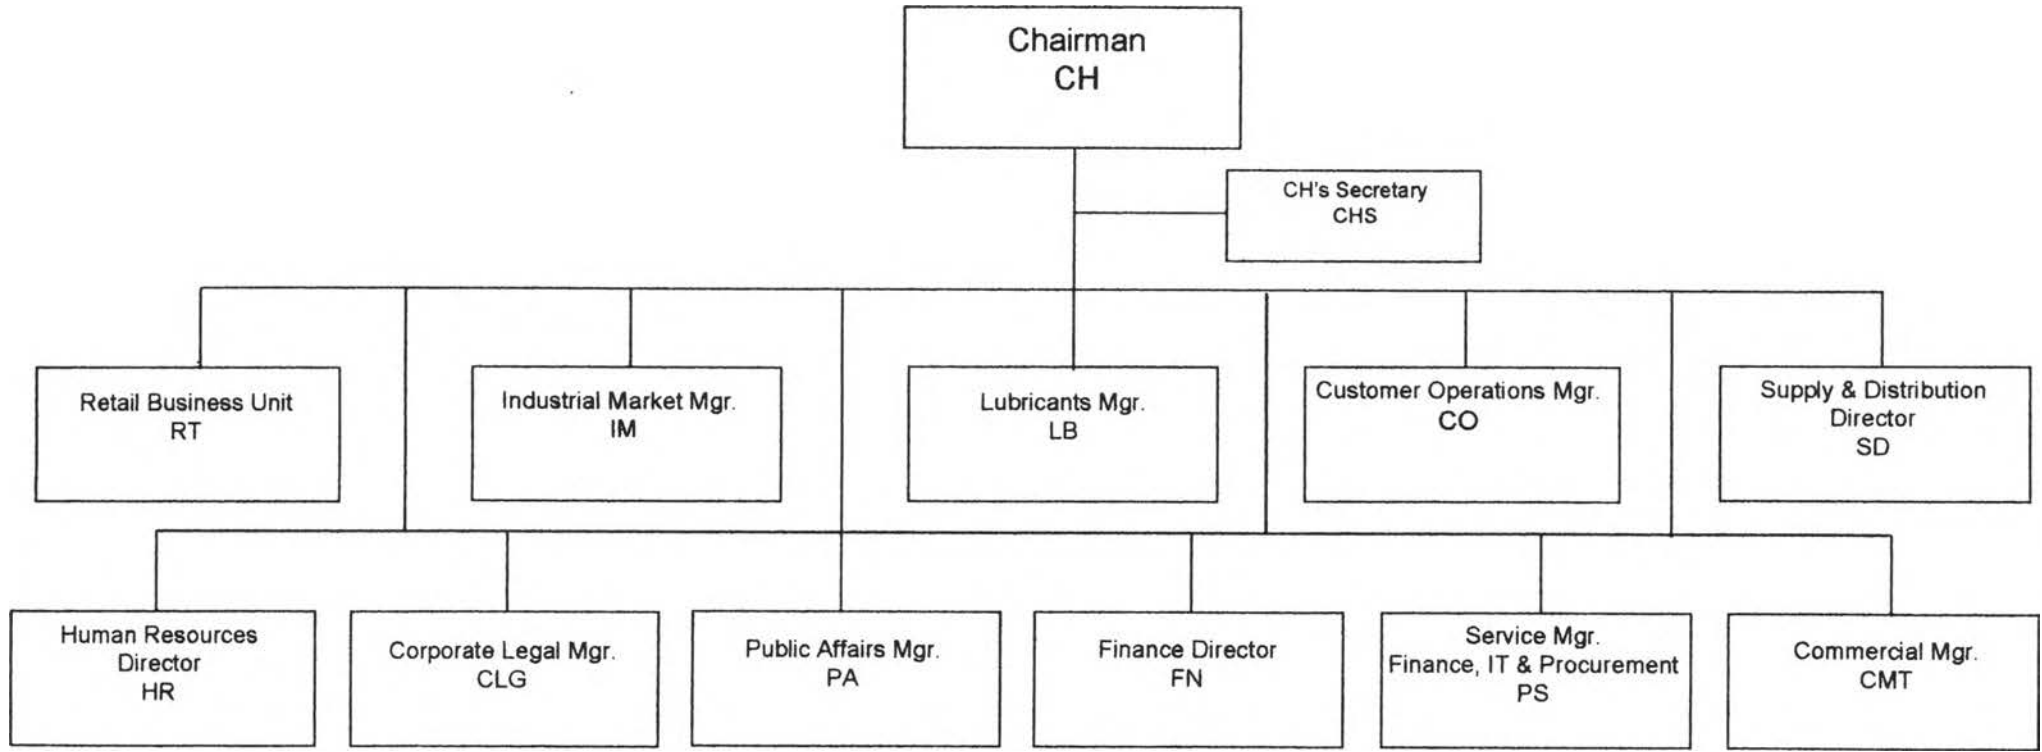 Chairman
CH
CH's Secretary
CHS
Retail Business Unit
RT
Industrial Market Mgr.
IM
Lubricants Mgr.
LB
Customer Operations Mgr.
CO
Supply & Distribution
Director
SD
Human Resources
Director
HR
Corporate Legal Mgr.
CLG
Public Affairs Mgr.
PA
Finance Director
FN
Service Mgr.
Finance, IT & Procurement
PS
Commercial Mgr.
CMT